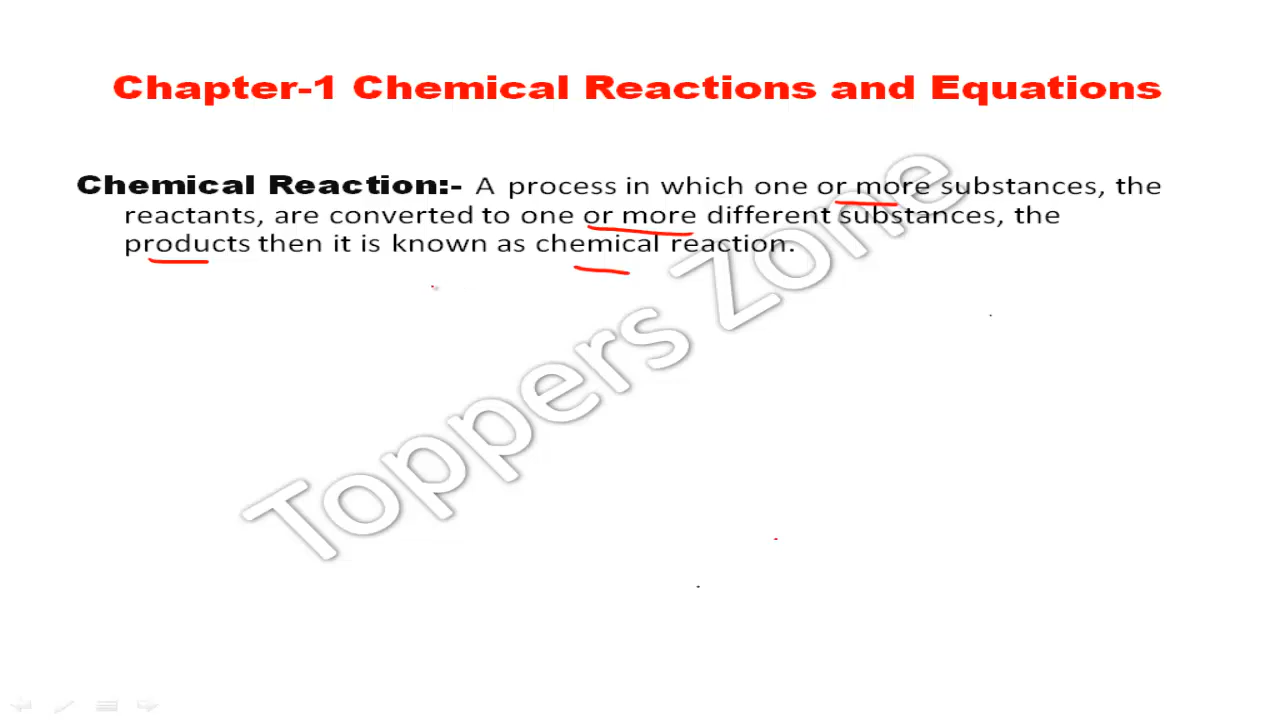 Chapter-1 Chemical Reactions and Equations
Chemical Reaction:- A process in which one or more substances, the
reactants, are converted to one or more different substances, the
products then it is known as chemical reaction.
Toppers Zome